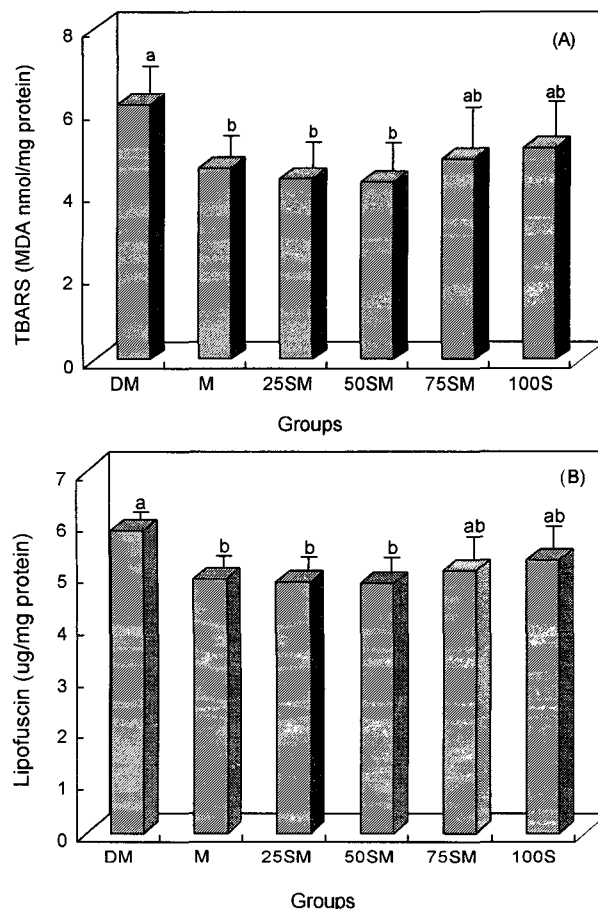 (A)
TBARS (MDA nmol/mg protein)
8
6
4
2
0
a
b
b
b
ab
ab
DM M 25SM 50SM 75SM 100S
Groups
(B)
Lipofuscin (ug/mg protein)
7
6
5
4
3
2
1
0
a
b
b
b
ab
ab
DM M 25SM 50SM 75SM 100S
Groups